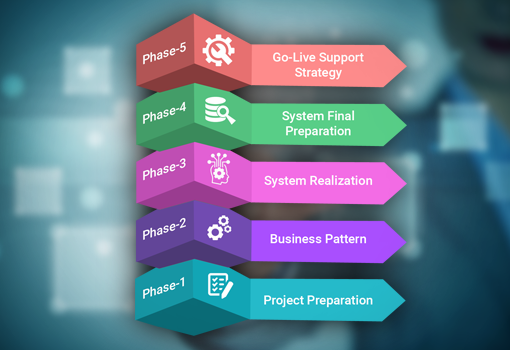 Phase-5
Go-Live Support
Strategy
Phase-4
System Final
Preparation
Phase-3
System Realization
Phase-2
Business Pattern
Phase-1
Project Preparation